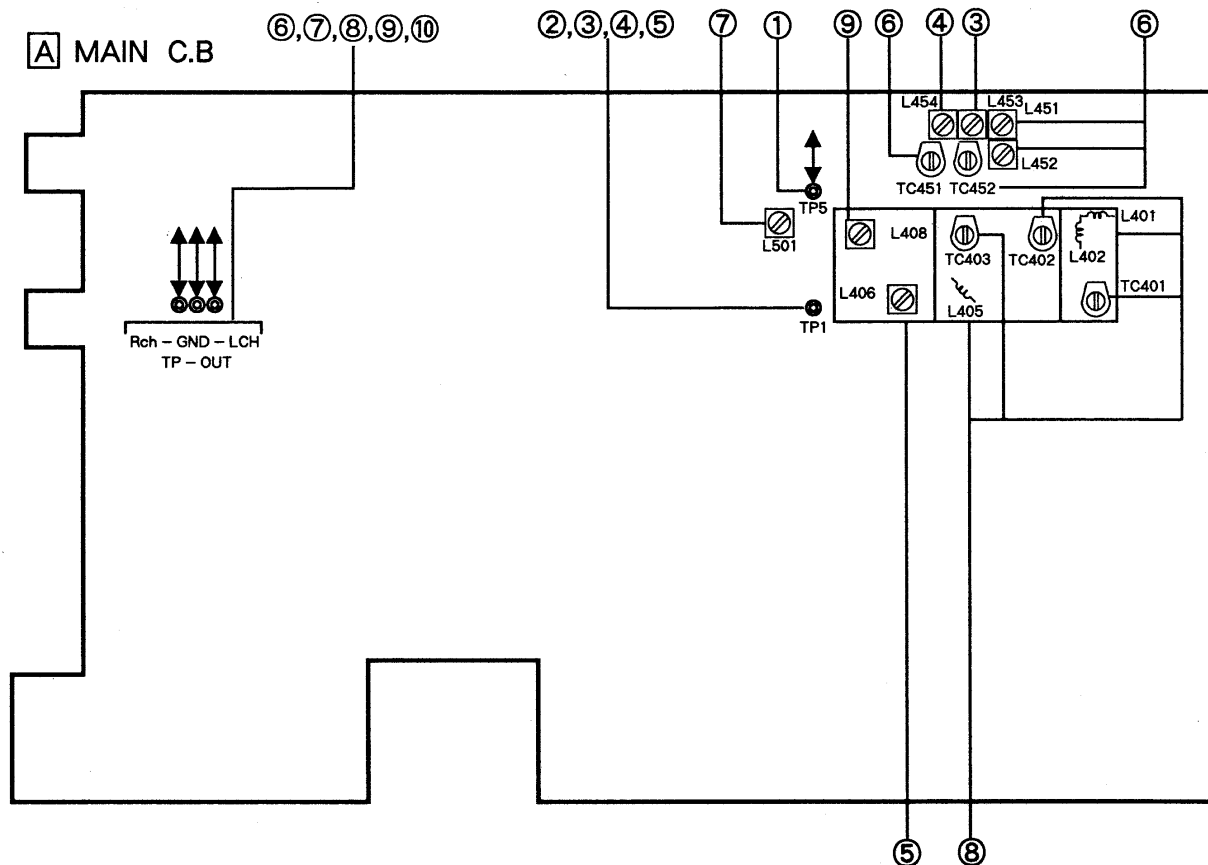 ⑥,⑦,⑧,⑨,⑩ ②,③,④,⑤ ⑦ ① ⑨ ⑥ ④ ③ ⑥
A MAIN C.B
L454 L453 L451
L452
TC451 TC452
TP5
L501
L408 TC403 TC402 L401
L402
L406 L405 TC401
TP1
Rch – GND – LCH
TP – OUT
⑤ ⑧